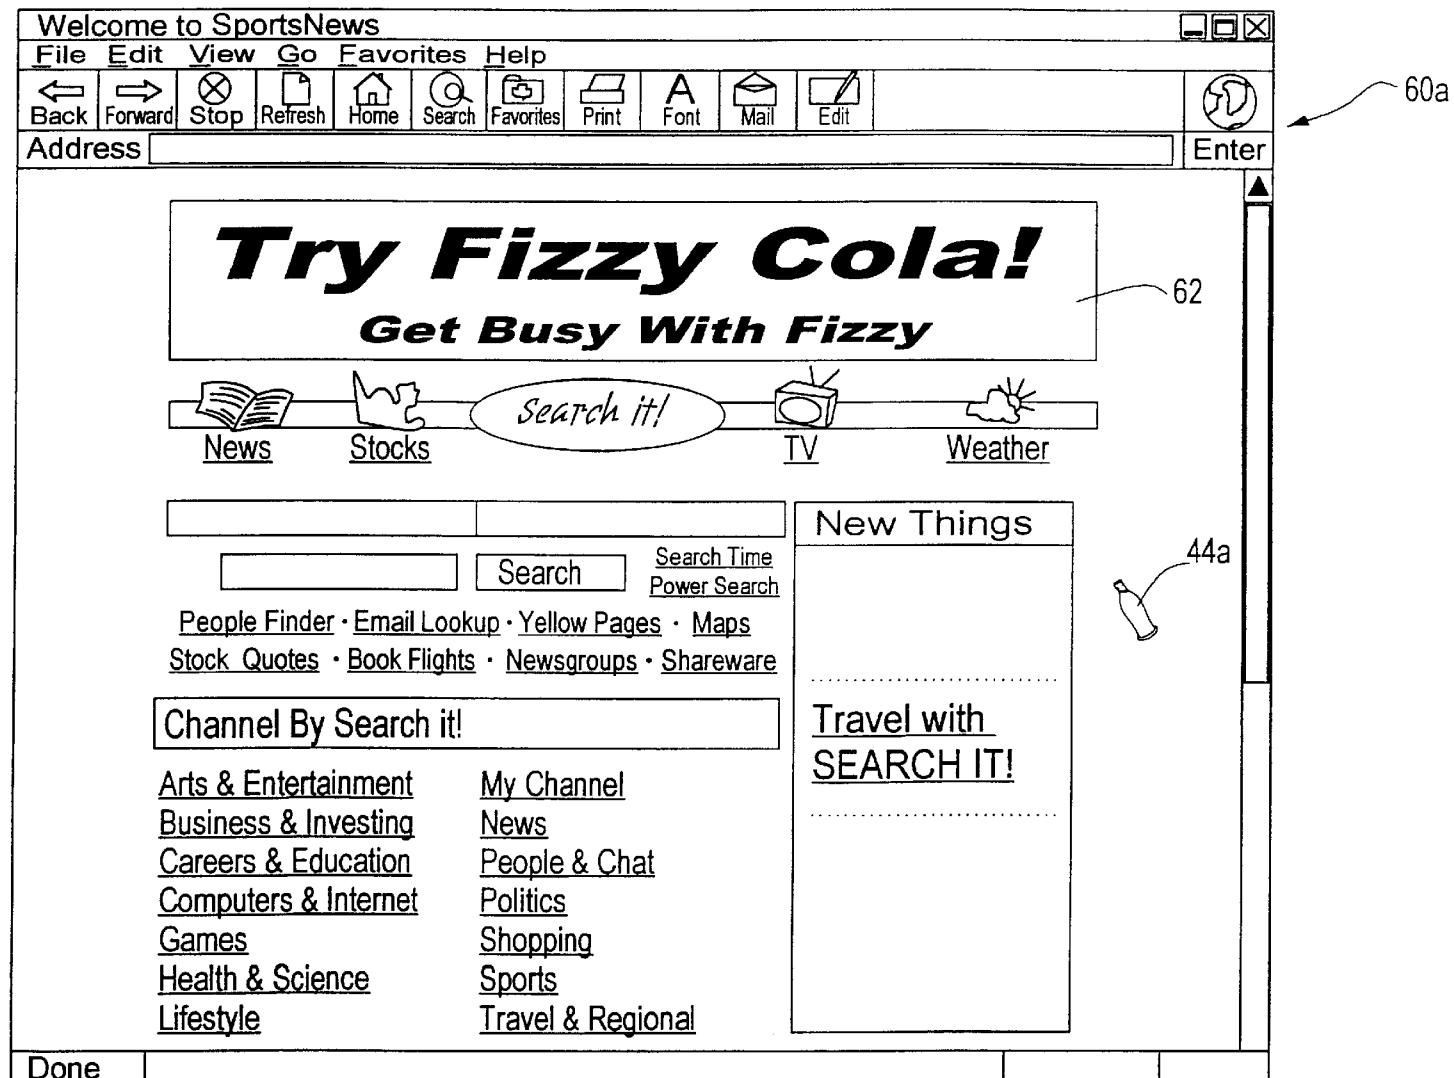 Welcome to SportsNews
File Edit View Go Favorites Help
Back Forward Stop Refresh Home Search Favorites Print Font Mail Edit
60a
Address Enter
Try Fizzy Cola!
Get Busy With Fizzy
62
Search it!
News Stocks TV Weather
New Things
Search Search Time
Power Search
44a
People Finder · Email Lookup · Yellow Pages · Maps
Stock Quotes · Book Flights · Newsgroups · Shareware
Channel By Search it!
Travel with
SEARCH IT!
Arts & Entertainment My Channel
Business & Investing News
Careers & Education People & Chat
Computers & Internet Politics
Games Shopping
Health & Science Sports
Lifestyle Travel & Regional
Done